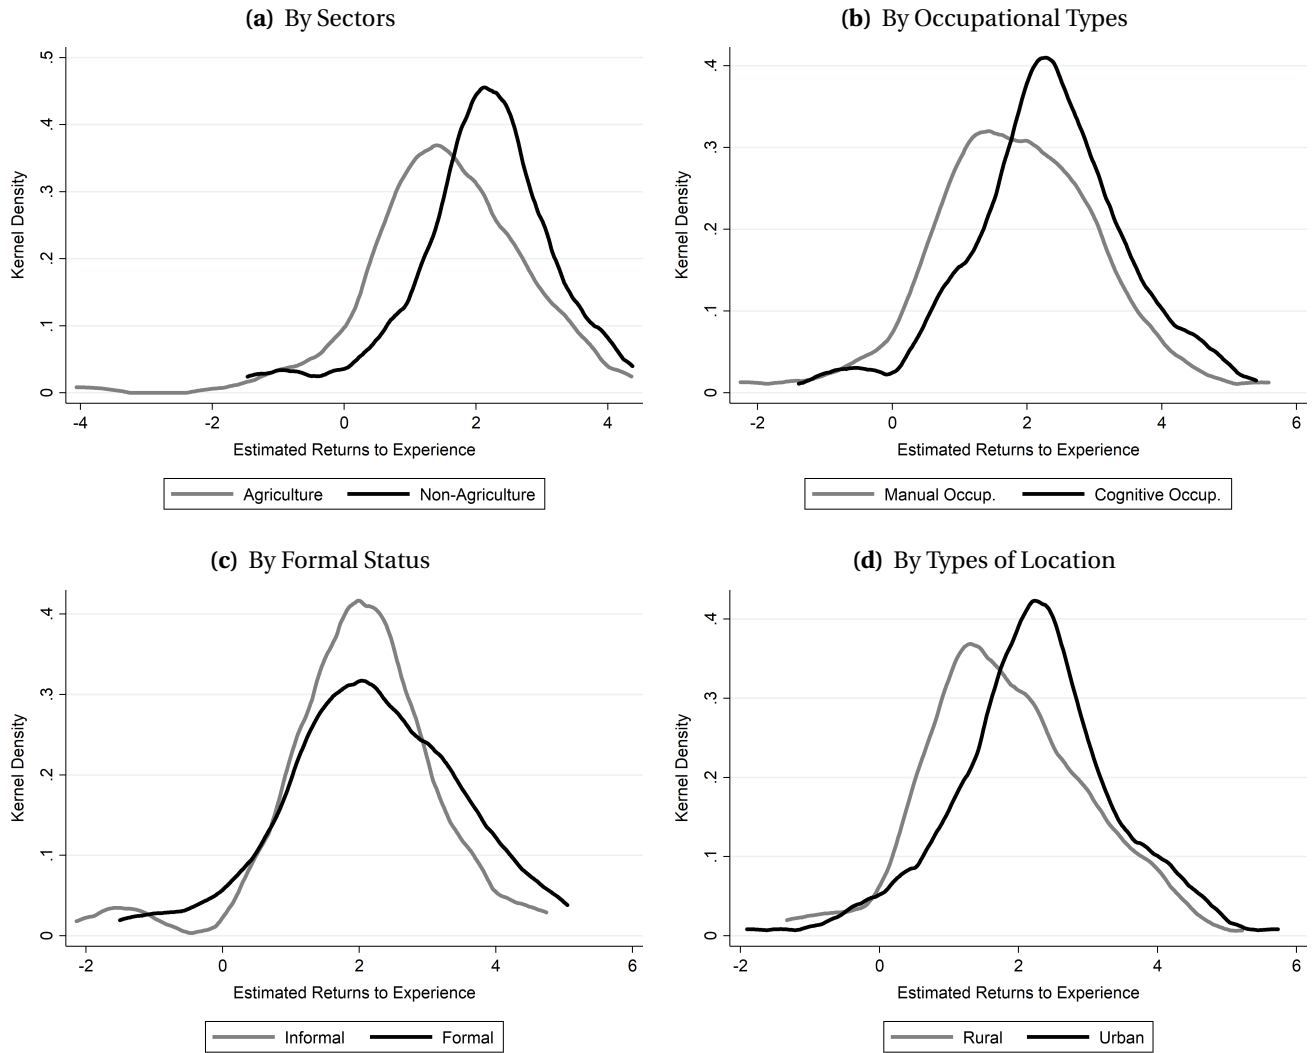 (a) By Sectors
.5
.4
.3
.2
.1
0
Kernel Density
-4
-2
0
2
4
Estimated Returns to Experience
Agriculture
Non-Agriculture
(b) By Occupational Types
.4
.3
.2
.1
0
Kernel Density
-2
0
2
4
6
Estimated Returns to Experience
Manual Occup.
Cognitive Occup.
(c) By Formal Status
.4
.3
.2
.1
0
Kernel Density
-2
0
2
4
6
Estimated Returns to Experience
Informal
Formal
(d) By Types of Location
.4
.3
.2
.1
0
Kernel Density
-2
0
2
4
6
Estimated Returns to Experience
Rural
Urban